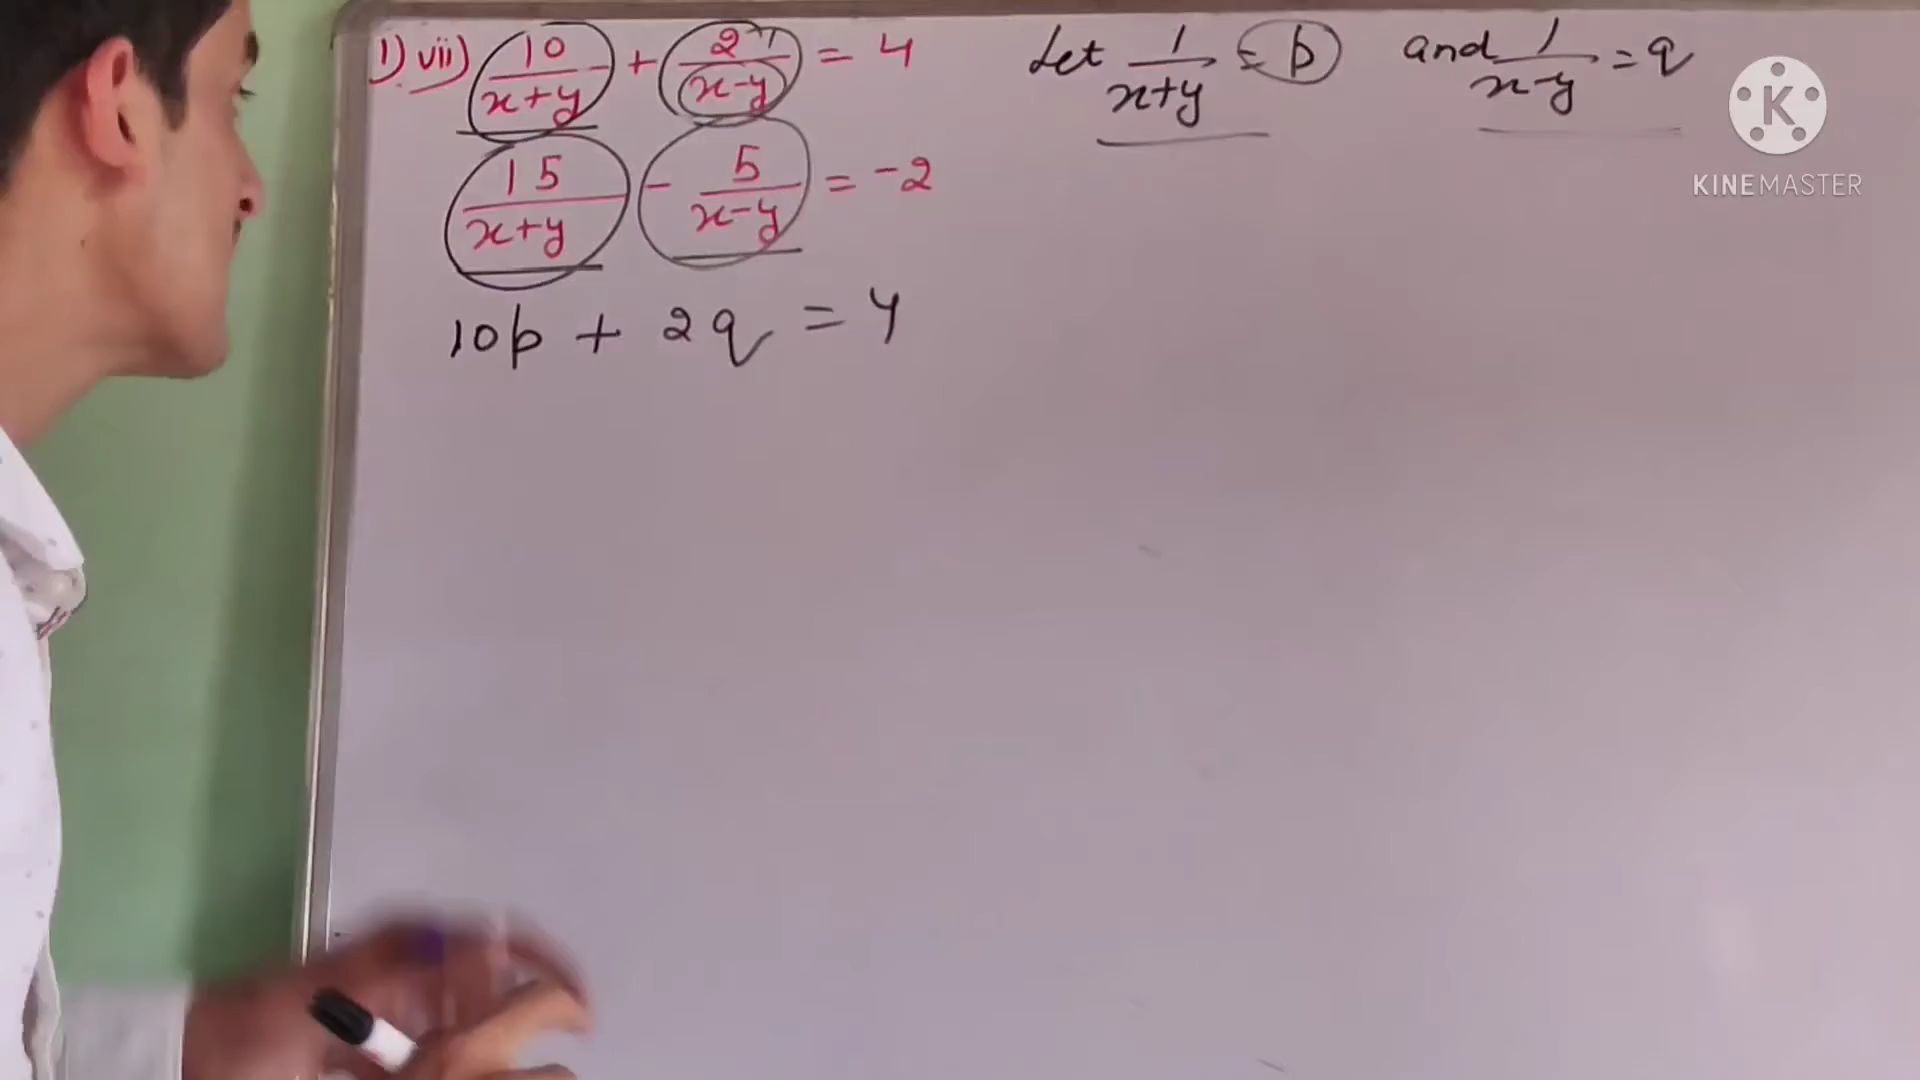 1) vii) 10/(x+y) + 2/(x-y) = 4 Let 1/(x+y) = p and 1/(x-y) = q
15/(x+y) - 5/(x-y) = -2
10p + 2q = 4
K
KINEMASTER